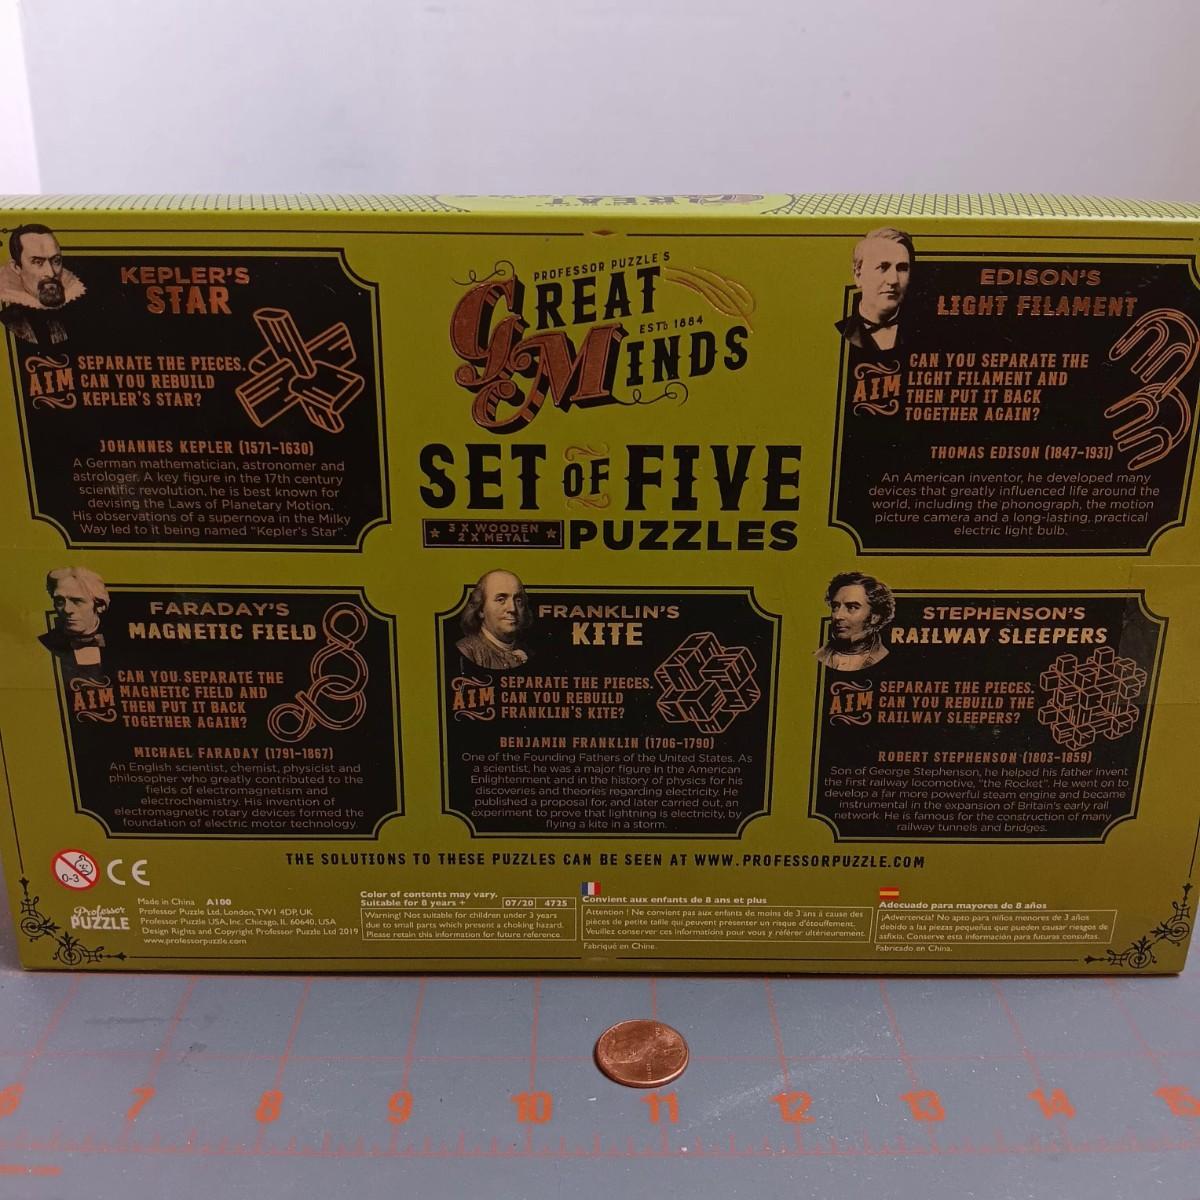 GREAT
KEPLER'S
STAR
AIM
SEPARATE THE PIECES.
CAN YOU REBUILD
KEPLER'S STAR?
JOHANNES KEPLER (1571-1630)
A German mathematician, astronomer and
astrologer. A key figure in the 17th century
scientific revolution, he is best known for
devising the Laws of Planetary Motion.
His observations of a supernova in the Milky
Way led to it being named "Kepler's Star".
PROFESSOR PUZZLE'S
GREAT
ESTD 1884
MINDS
SET OF FIVE
3 X WOODEN
2 X METAL
PUZZLES
EDISON'S
LIGHT FILAMENT
AIM
CAN YOU SEPARATE THE
LIGHT FILAMENT AND
THEN PUT IT BACK
TOGETHER AGAIN?
THOMAS EDISON (1847-1931)
An American inventor, he developed many
devices that greatly influenced life around the
world, including the phonograph, the motion
picture camera and a long-lasting, practical
electric light bulb.
FARADAY'S
MAGNETIC FIELD
AIM
CAN YOU SEPARATE THE
MAGNETIC FIELD AND
THEN PUT IT BACK
TOGETHER AGAIN?
MICHAEL FARADAY (1791-1867)
An English scientist, chemist, physicist and
philosopher who greatly contributed to the
fields of electromagnetism and
electrochemistry. His invention of
electromagnetic rotary devices formed the
foundation of electric motor technology.
FRANKLIN'S
KITE
AIM
SEPARATE THE PIECES.
CAN YOU REBUILD
FRANKLIN'S KITE?
BENJAMIN FRANKLIN (1706-1790)
One of the Founding Fathers of the United States. As
a scientist, he was a major figure in the American
Enlightenment and in the history of physics for his
discoveries and theories regarding electricity. He
published a proposal for, and later carried out, an
experiment to prove that lightning is electricity, by
flying a kite in a storm.
STEPHENSON'S
RAILWAY SLEEPERS
AIM
SEPARATE THE PIECES.
CAN YOU REBUILD THE
RAILWAY SLEEPERS?
ROBERT STEPHENSON (1803-1859)
Son of George Stephenson, he helped his father invent
the first railway locomotive, "the Rocket". He went on to
develop a far more powerful steam engine and became
instrumental in the expansion of Britain's early rail
network. He is famous for the construction of many
railway tunnels and bridges.
THE SOLUTIONS TO THESE PUZZLES CAN BE SEEN AT WWW.PROFESSORPUZZLE.COM
0-3
CE
Professor
PUZZLE
Made in China A100
Professor Puzzle Ltd, London, TW1 4DP, UK
Professor Puzzle USA, Inc. Chicago, IL 60640, USA
Design Rights and Copyright Professor Puzzle Ltd 2019
www.professorpuzzle.com
Color of contents may vary.
Suitable for 8 years +
07/20 4725
Warning! Not suitable for children under 3 years
due to small parts which present a choking hazard.
Please retain this information for future reference.
Convient aux enfants de 8 ans et plus
Attention ! Ne convient pas aux enfants de moins de 3 ans à cause des
pièces de petite taille qui peuvent présenter un risque d'étouffement.
Veuillez conserver ces informations pour vous y référer ultérieurement.
Fabriqué en Chine.
Adecuado para mayores de 8 años
¡Advertencia! No apto para niños menores de 3 años
debido a las piezas pequeñas que pueden causar riesgos de
asfixia. Conserve esta información para futuras consultas.
Fabricado en China.
6 7 8 9 10 11 12 13 14 15